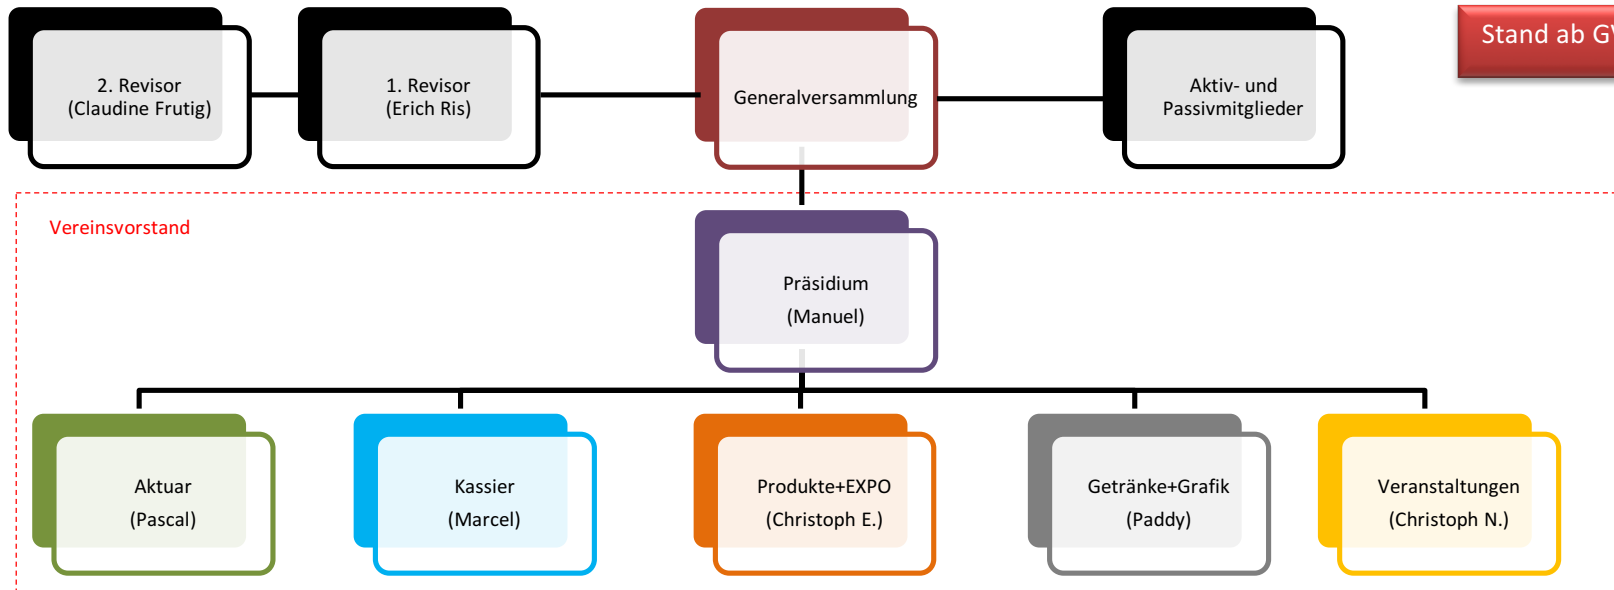 2. Revisor
(Claudine Frutig)
1. Revisor
(Erich Ris)
Generalversammlung
Aktiv- und
Passivmitglieder
Stand ab
Vereinsvorstand
Präsidium
(Manuel)
Aktuar
(Pascal)
Kassier
(Marcel)
Produkte+EXPO
(Christoph E.)
Getränke+Grafik
(Paddy)
Veranstaltungen
(Christoph N.)